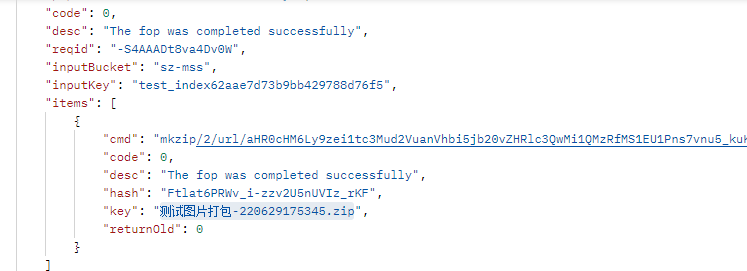 "code": 0,
"desc": "The fop was completed successfully",
"reqid": "-S4AAADt8va4Dv0W",
"inputBucket": "sz-mss",
"inputKey": "test_index62aae7d73b9bb429788d76f5",
"items": [
{
"cmd": "mkzip/2/url/aHR0cHM6Ly9zei1tc3Mud2VuanVhbi5jb20vZHRlc3QwMi1QMzRfMS1EU1Pns7vnu5_kuK
"code": 0,
"desc": "The fop was completed successfully",
"hash": "Ftlat6PRWv_i-zzv2U5nUVIz_rKF",
"key": "测试图片打包-220629175345.zip",
"returnOld": 0
}
]